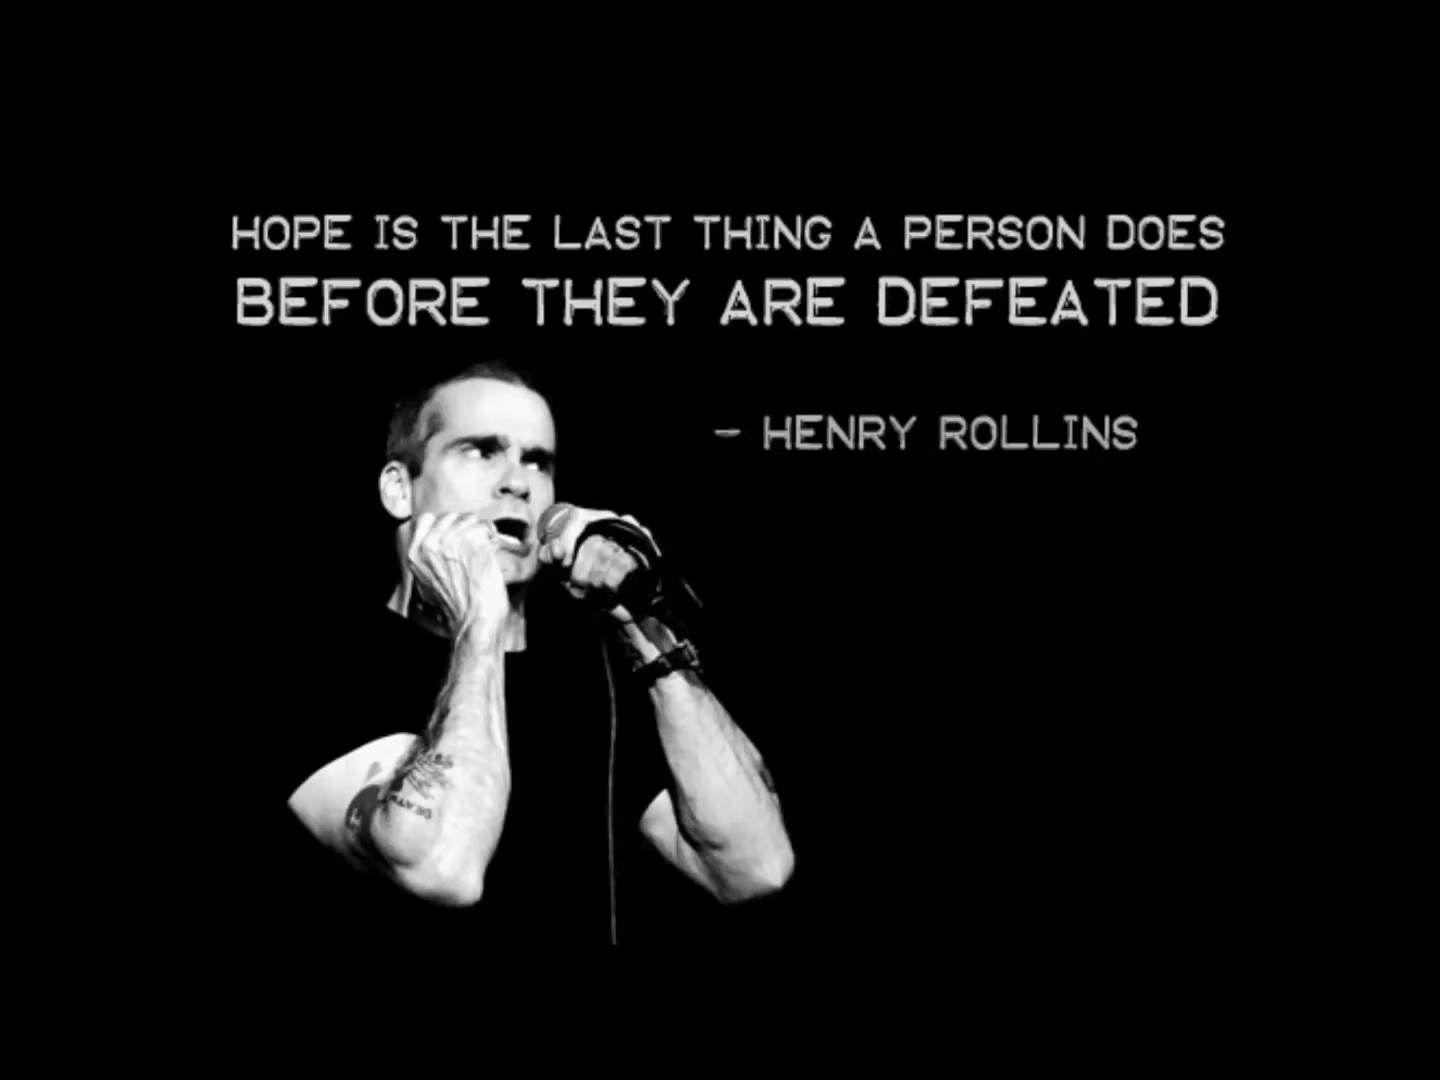 HOPE IS THE LAST THING A PERSON DOES
BEFORE THEY ARE DEFEATED
- HENRY ROLLINS